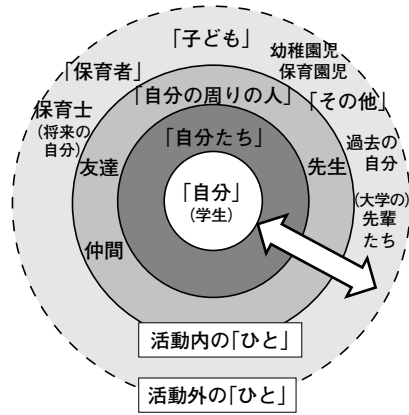 「子ども」
幼稚園児
保育園児
「保育者」
「自分の周りの人」
「その他」
保育士
(将来の
自分)
「自分たち」
過去の
自分
友達
先生
「自分」
(学生)
(大学の)
先輩
たち
仲間
活動内の「ひと」
活動外の「ひと」